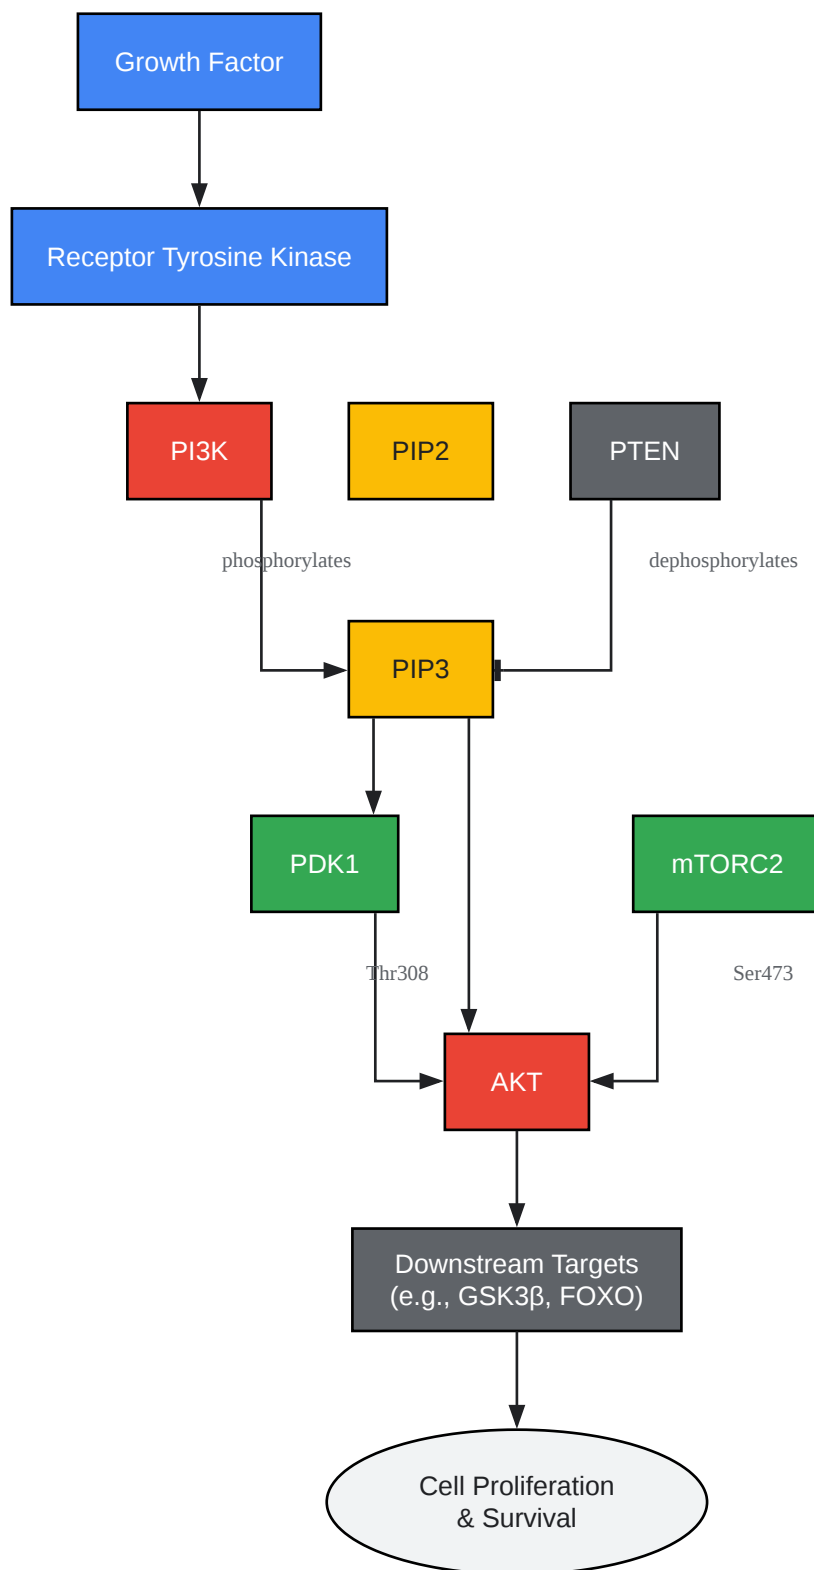 Growth Factor
Receptor Tyrosine Kinase
PI3K
PIP2
PTEN
phosphorylates
dephosphorylates
PIP3
PDK1
mTORC2
Thr308
Ser473
AKT
Downstream Targets
(e.g., GSK3β, FOXO)
Cell Proliferation
& Survival